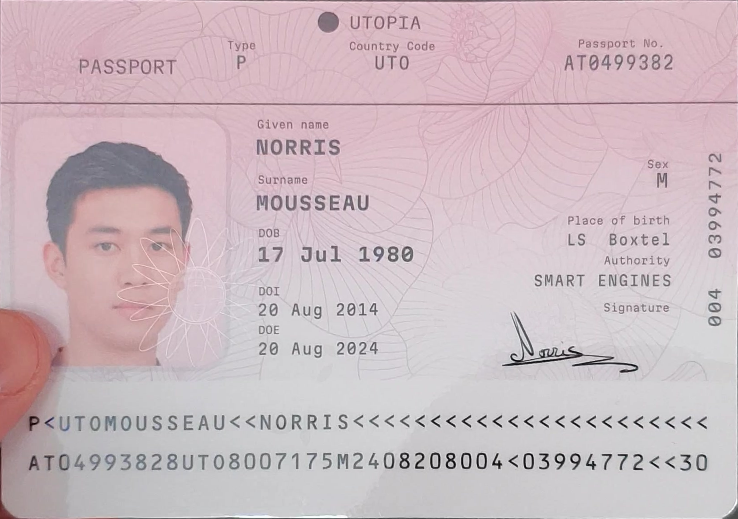 UTOPIA
PASSPORT
Type
P
Country Code
UTO
Passport No.
AT0499382
Given name
NORRIS
Surname
MOUSSEAU
DOB
17 Jul 1980
DOI
20 Aug 2014
DOE
20 Aug 2024
Sex
M
Place of birth
LS Boxtel
Authority
SMART ENGINES
Signature
Norris
004 03994772
P<UTOMOUSSEAU<<NORRIS<<<<<<<<<<<<<<<<<<<<<<<
AT04993828UTO8007175M2408208004<03994772<<30